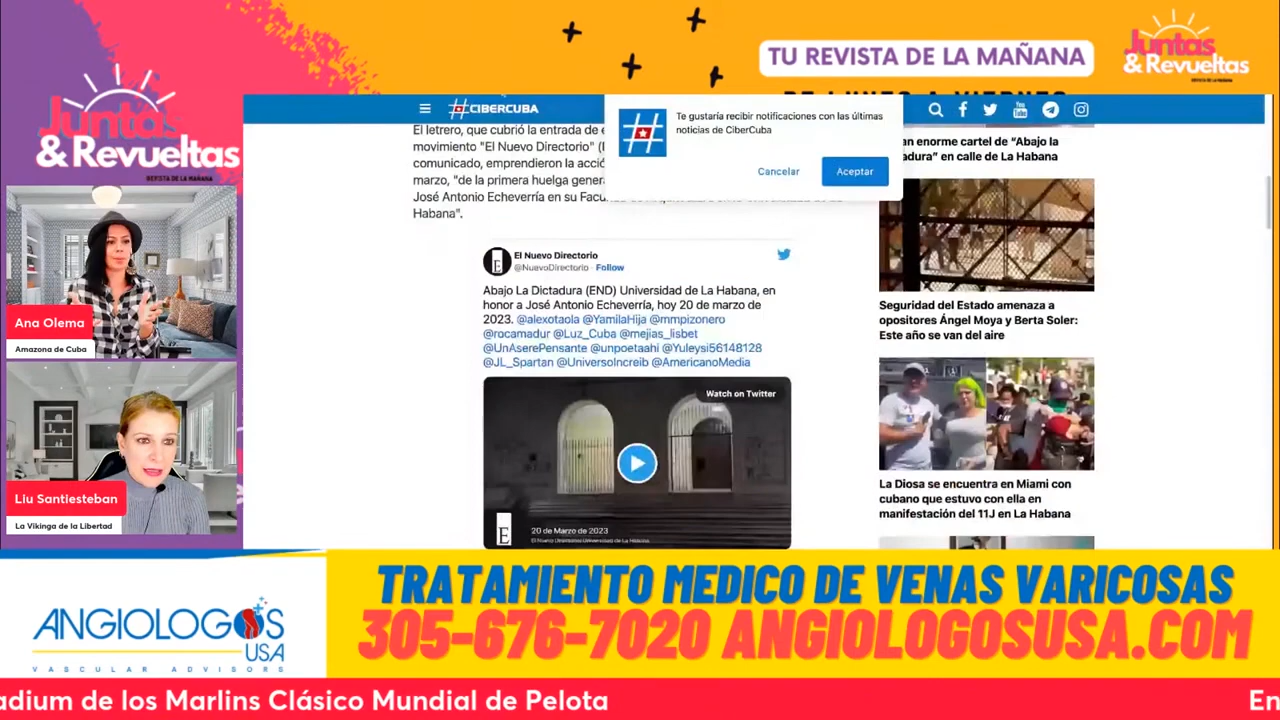 TU REVISTA DE LA MAÑANA
Juntas
& Revueltas
Juntas
& Revueltas
REVISTA DE LA MAÑANA
#CIBERCUBA
Te gustaría recibir notificaciones con las últimas
noticias de CiberCuba
Cancelar
Aceptar
El letrero, que cubrió la entrada de
movimiento "El Nuevo Directorio" (
comunicado, emprendieron la acció
marzo, "de la primera huelga genera
José Antonio Echeverría en su
Habana".
El Nuevo Directorio
@NuevoDirectorio · Follow
Abajo La Dictadura (END) Universidad de La Habana, en
honor a José Antonio Echeverría, hoy 20 de marzo de
2023. @alexotaola @YamilaHija @mmpizonero
@rocamadur @Luz_Cuba @mejias_lisbet
@UnAserePensante @unpoetaahi @Yuleysi56148128
@JL_Spartan @UniversoIncreib @AmericanoMedia
Watch on Twitter
E
20 de Marzo de 2023
an enorme cartel de “Abajo la
adura” en calle de La Habana
Seguridad del Estado amenaza a
opositores Ángel Moya y Berta Soler:
Este año se van del aire
La Diosa se encuentra en Miami con
cubano que estuvo con ella en
manifestación del 11J en La Habana
Ana Olema
Amazona de Cuba
Liu Santiesteban
La Vikinga de la Libertad
ANGIOLOGOS
USA
VASCULAR ADVISORS
TRATAMIENTO MEDICO DE VENAS VARICOSAS
305-676-7020 ANGIOLOGOSUSA.COM
adium de los Marlins Clásico Mundial de Pelota
En